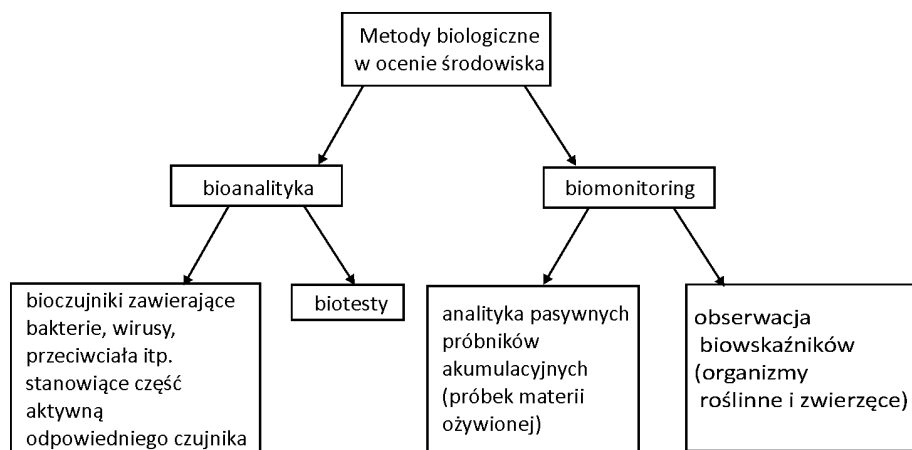 Metody biologiczne
w ocenie środowiska
bioanalityka
biomonitoring
bioczujniki zawierające
bakterie, wirusy,
przeciwciała itp.
stanowiące część
aktywną
odpowiedniego czujnika
biotesty
analityka pasywnych
próbników
akumulacyjnych
(próbek materii
ożywionej)
obserwacja
biowskaźników
(organizmy
roślinne i zwierzęce)